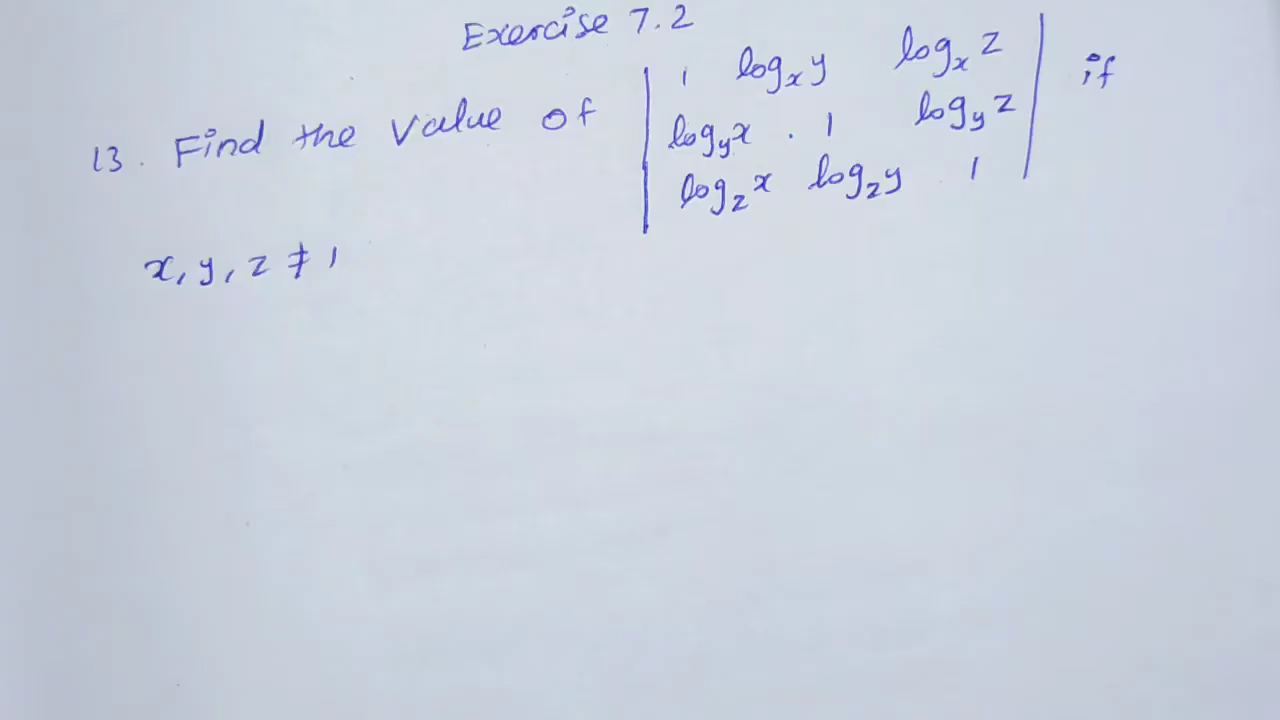 Exercise 7.2
13. Find the value of | 1 log_x y log_x z | if
| log_y x . 1 log_y z |
| log_z x log_z y 1 |
x, y, z ≠ 1